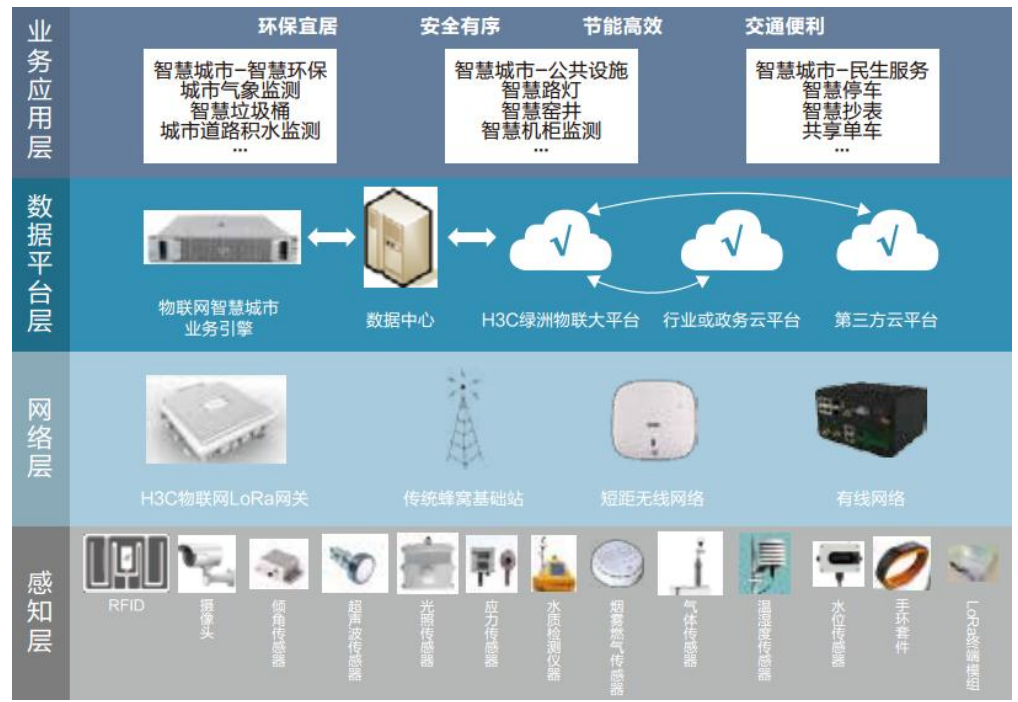 业务应用层
环保宜居
安全有序
节能高效
交通便利
智慧城市-智慧环保
城市气象监测
智慧垃圾桶
城市道路积水监测
...
智慧城市-公共设施
智慧路灯
智慧窑井
智慧机柜监测
...
智慧城市-民生服务
智慧停车
智慧抄表
共享单车
...
数据平台层
物联网智慧城市
业务引擎
数据中心
H3C绿洲物联大平台
行业或政务云平台
第三方云平台
网络层
H3C物联网LoRa网关
传统蜂窝基础站
短距无线网络
有线网络
感知层
RFID
摄像头
倾角传感器
超声波传感器
光照传感器
应力传感器
水质检测仪器
烟雾燃气传感器
气体传感器
温湿度传感器
水位传感器
手环套件
LoRa终端模组